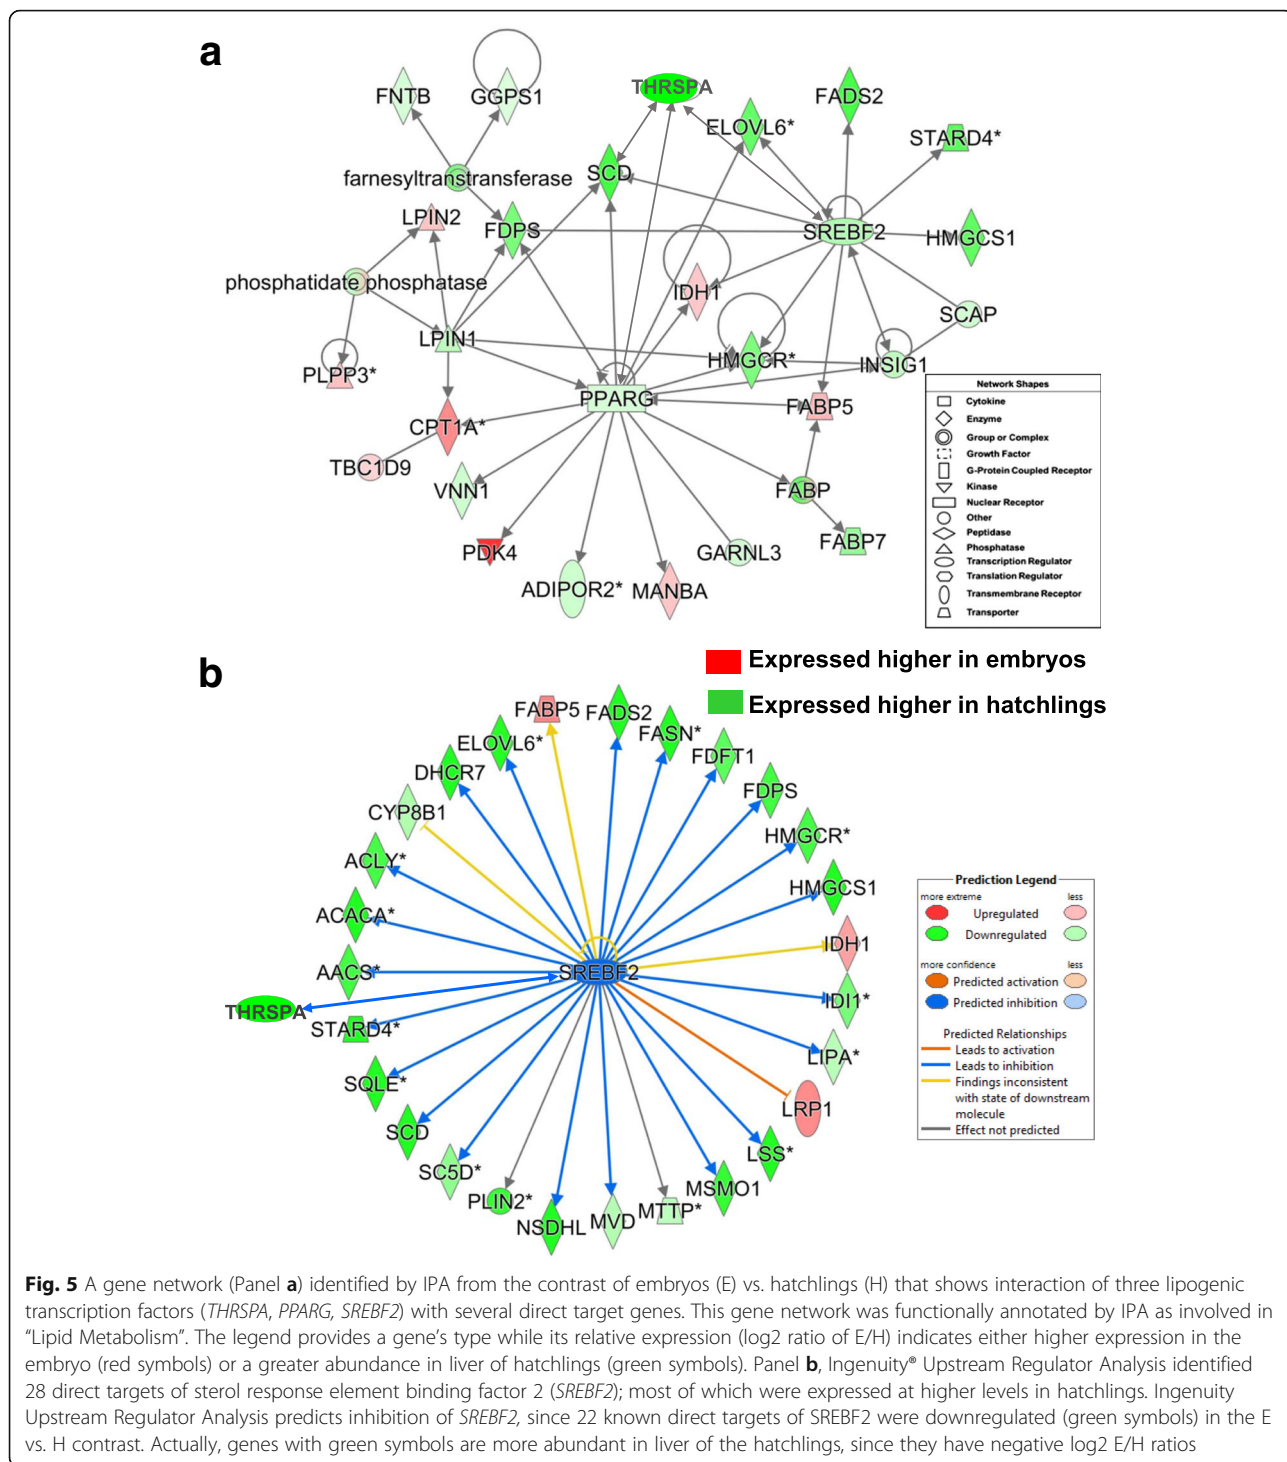 a
THRSPA
FNTB
GGPS1
FADS2
ELOVL6*
STARD4*
SCD
farnesyltranstransferase
LPIN2
FDPS
SREBF2
HMGCS1
phosphatidate phosphatase
IDH1
SCAP
LPIN1
HMGCR*
INSIG1
PLPP3*
PPARG
FABP5
CPT1A*
TBC1D9
VNN1
FABP
PDK4
GARNL3
FABP7
ADIPOR2*
MANBA
Network Shapes
Cytokine
Enzyme
Group or Complex
Growth Factor
G-Protein Coupled Receptor
Kinase
Nuclear Receptor
Other
Peptidase
Phosphatase
Transcription Regulator
Translation Regulator
Transmembrane Receptor
Transporter
Expressed higher in embryos
Expressed higher in hatchlings
b
FABP5
FADS2
FASN*
ELOVL6*
FDFT1
DHCR7
FDPS
CYP8B1
HMGCR*
ACLY*
HMGCS1
ACACA*
IDH1
AACS*
SREBF2
IDI1*
THRSPA
STARD4*
LIPA*
SQLE*
LRP1
SCD
LSS*
SC5D*
MSMO1
PLIN2*
MTTP*
NSDHL
MVD
Prediction Legend
more extreme less
Upregulated
Downregulated
more confidence less
Predicted activation
Predicted inhibition
Predicted Relationships
Leads to activation
Leads to inhibition
Findings inconsistent
with state of downstream
molecule
Effect not predicted
Fig. 5 A gene network (Panel a) identified by IPA from the contrast of embryos (E) vs. hatchlings (H) that shows interaction of three lipogenic
transcription factors (THRSPA, PPARG, SREBF2) with several direct target genes. This gene network was functionally annotated by IPA as involved in
“Lipid Metabolism”. The legend provides a gene’s type while its relative expression (log2 ratio of E/H) indicates either higher expression in the
embryo (red symbols) or a greater abundance in liver of hatchlings (green symbols). Panel b, Ingenuity® Upstream Regulator Analysis identified
28 direct targets of sterol response element binding factor 2 (SREBF2); most of which were expressed at higher levels in hatchlings. Ingenuity
Upstream Regulator Analysis predicts inhibition of SREBF2, since 22 known direct targets of SREBF2 were downregulated (green symbols) in the E
vs. H contrast. Actually, genes with green symbols are more abundant in liver of the hatchlings, since they have negative log2 E/H ratios